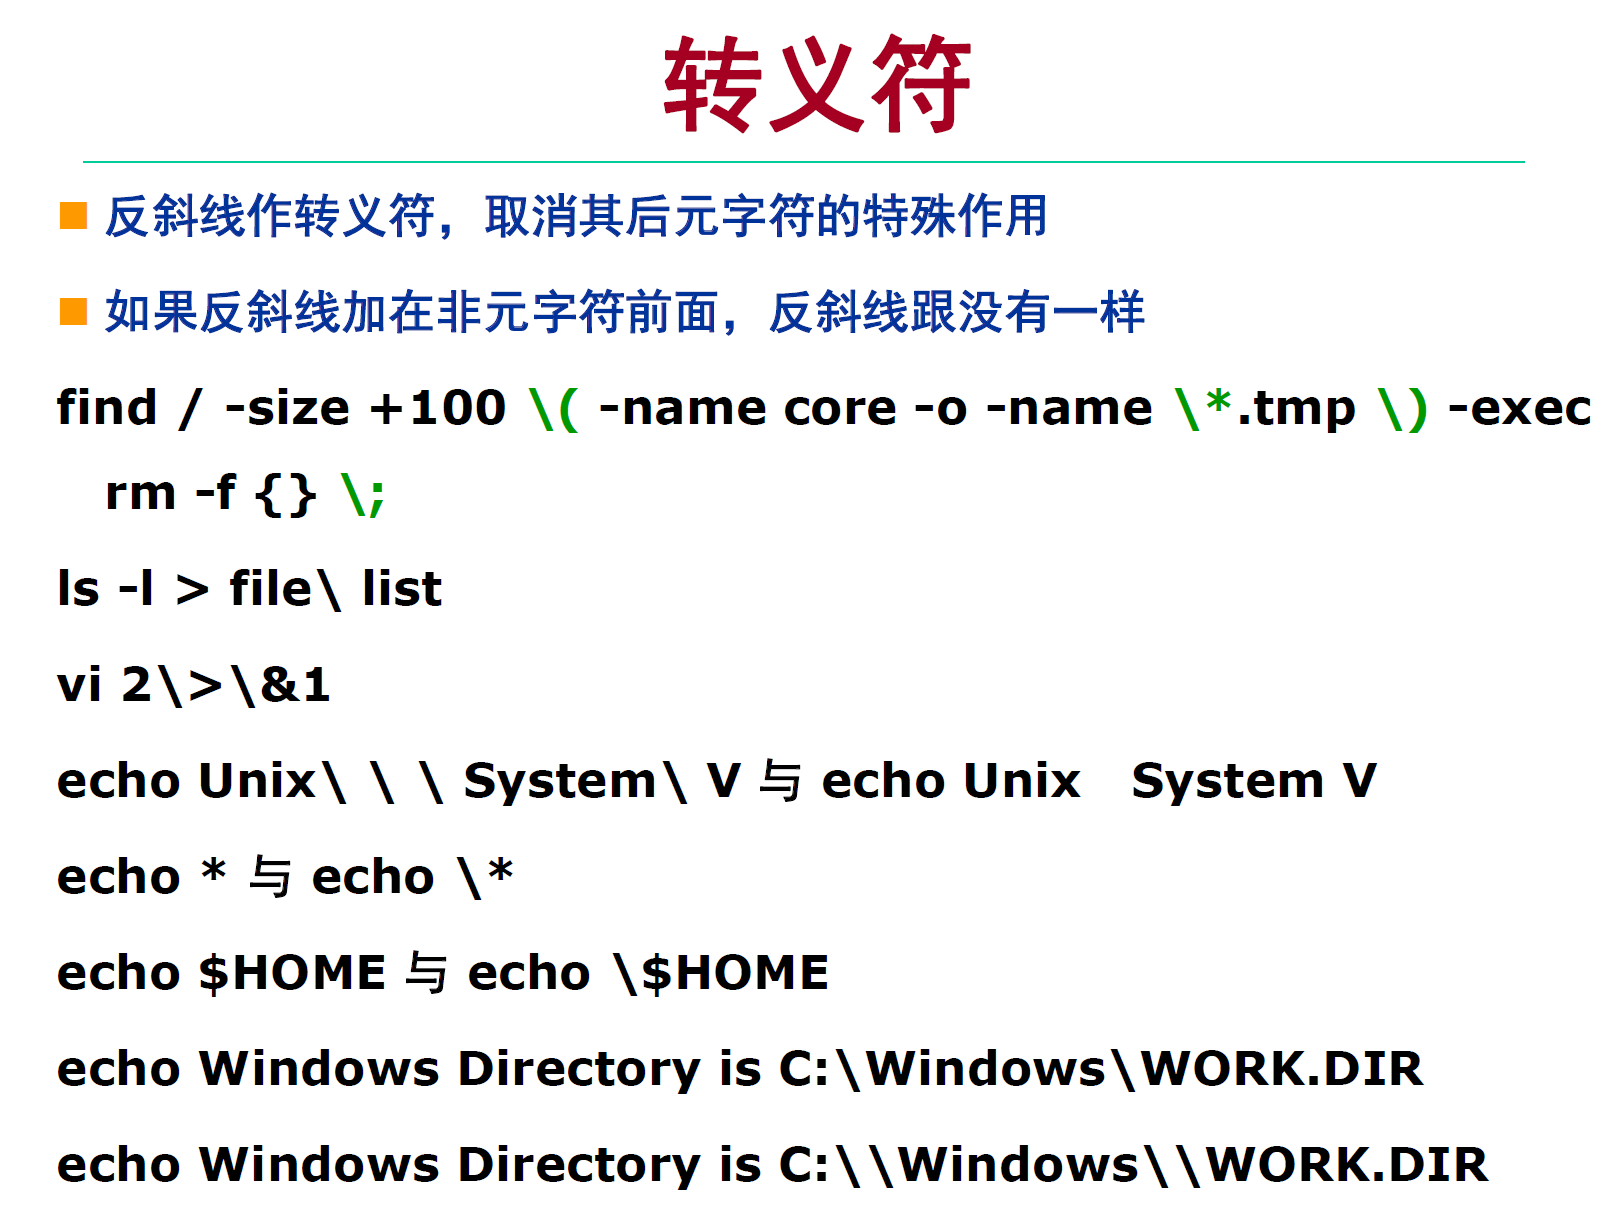 转义符
反斜线作转义符，取消其后元字符的特殊作用
如果反斜线加在非元字符前面，反斜线跟没有一样
find / -size +100 \( -name core -o -name \*.tmp \) -exec
rm -f {} \;
ls -l > file\ list
vi 2\>\&1
echo Unix\ \ \ System\ V 与 echo Unix   System V
echo * 与 echo \*
echo $HOME 与 echo \$HOME
echo Windows Directory is C:\Windows\WORK.DIR
echo Windows Directory is C:\\Windows\\WORK.DIR